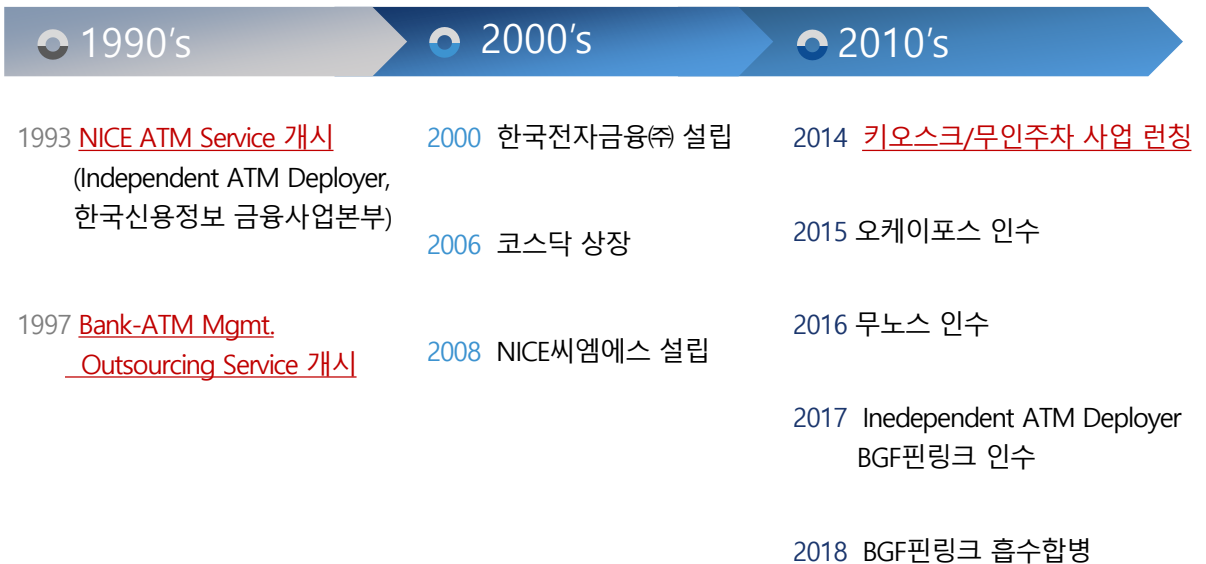 1990's
1993 NICE ATM Service 개시
(Independent ATM Deployer,
한국신용정보 금융사업본부)
1997 Bank-ATM Mgmt.
Outsourcing Service 개시
2000's
2000 한국전자금융㈜ 설립
2006 코스닥 상장
2008 NICE씨엠에스 설립
2010's
2014 키오스크/무인주차 사업 런칭
2015 오케이포스 인수
2016 무노스 인수
2017 Inedependent ATM Deployer
BGF핀링크 인수
2018 BGF핀링크 흡수합병